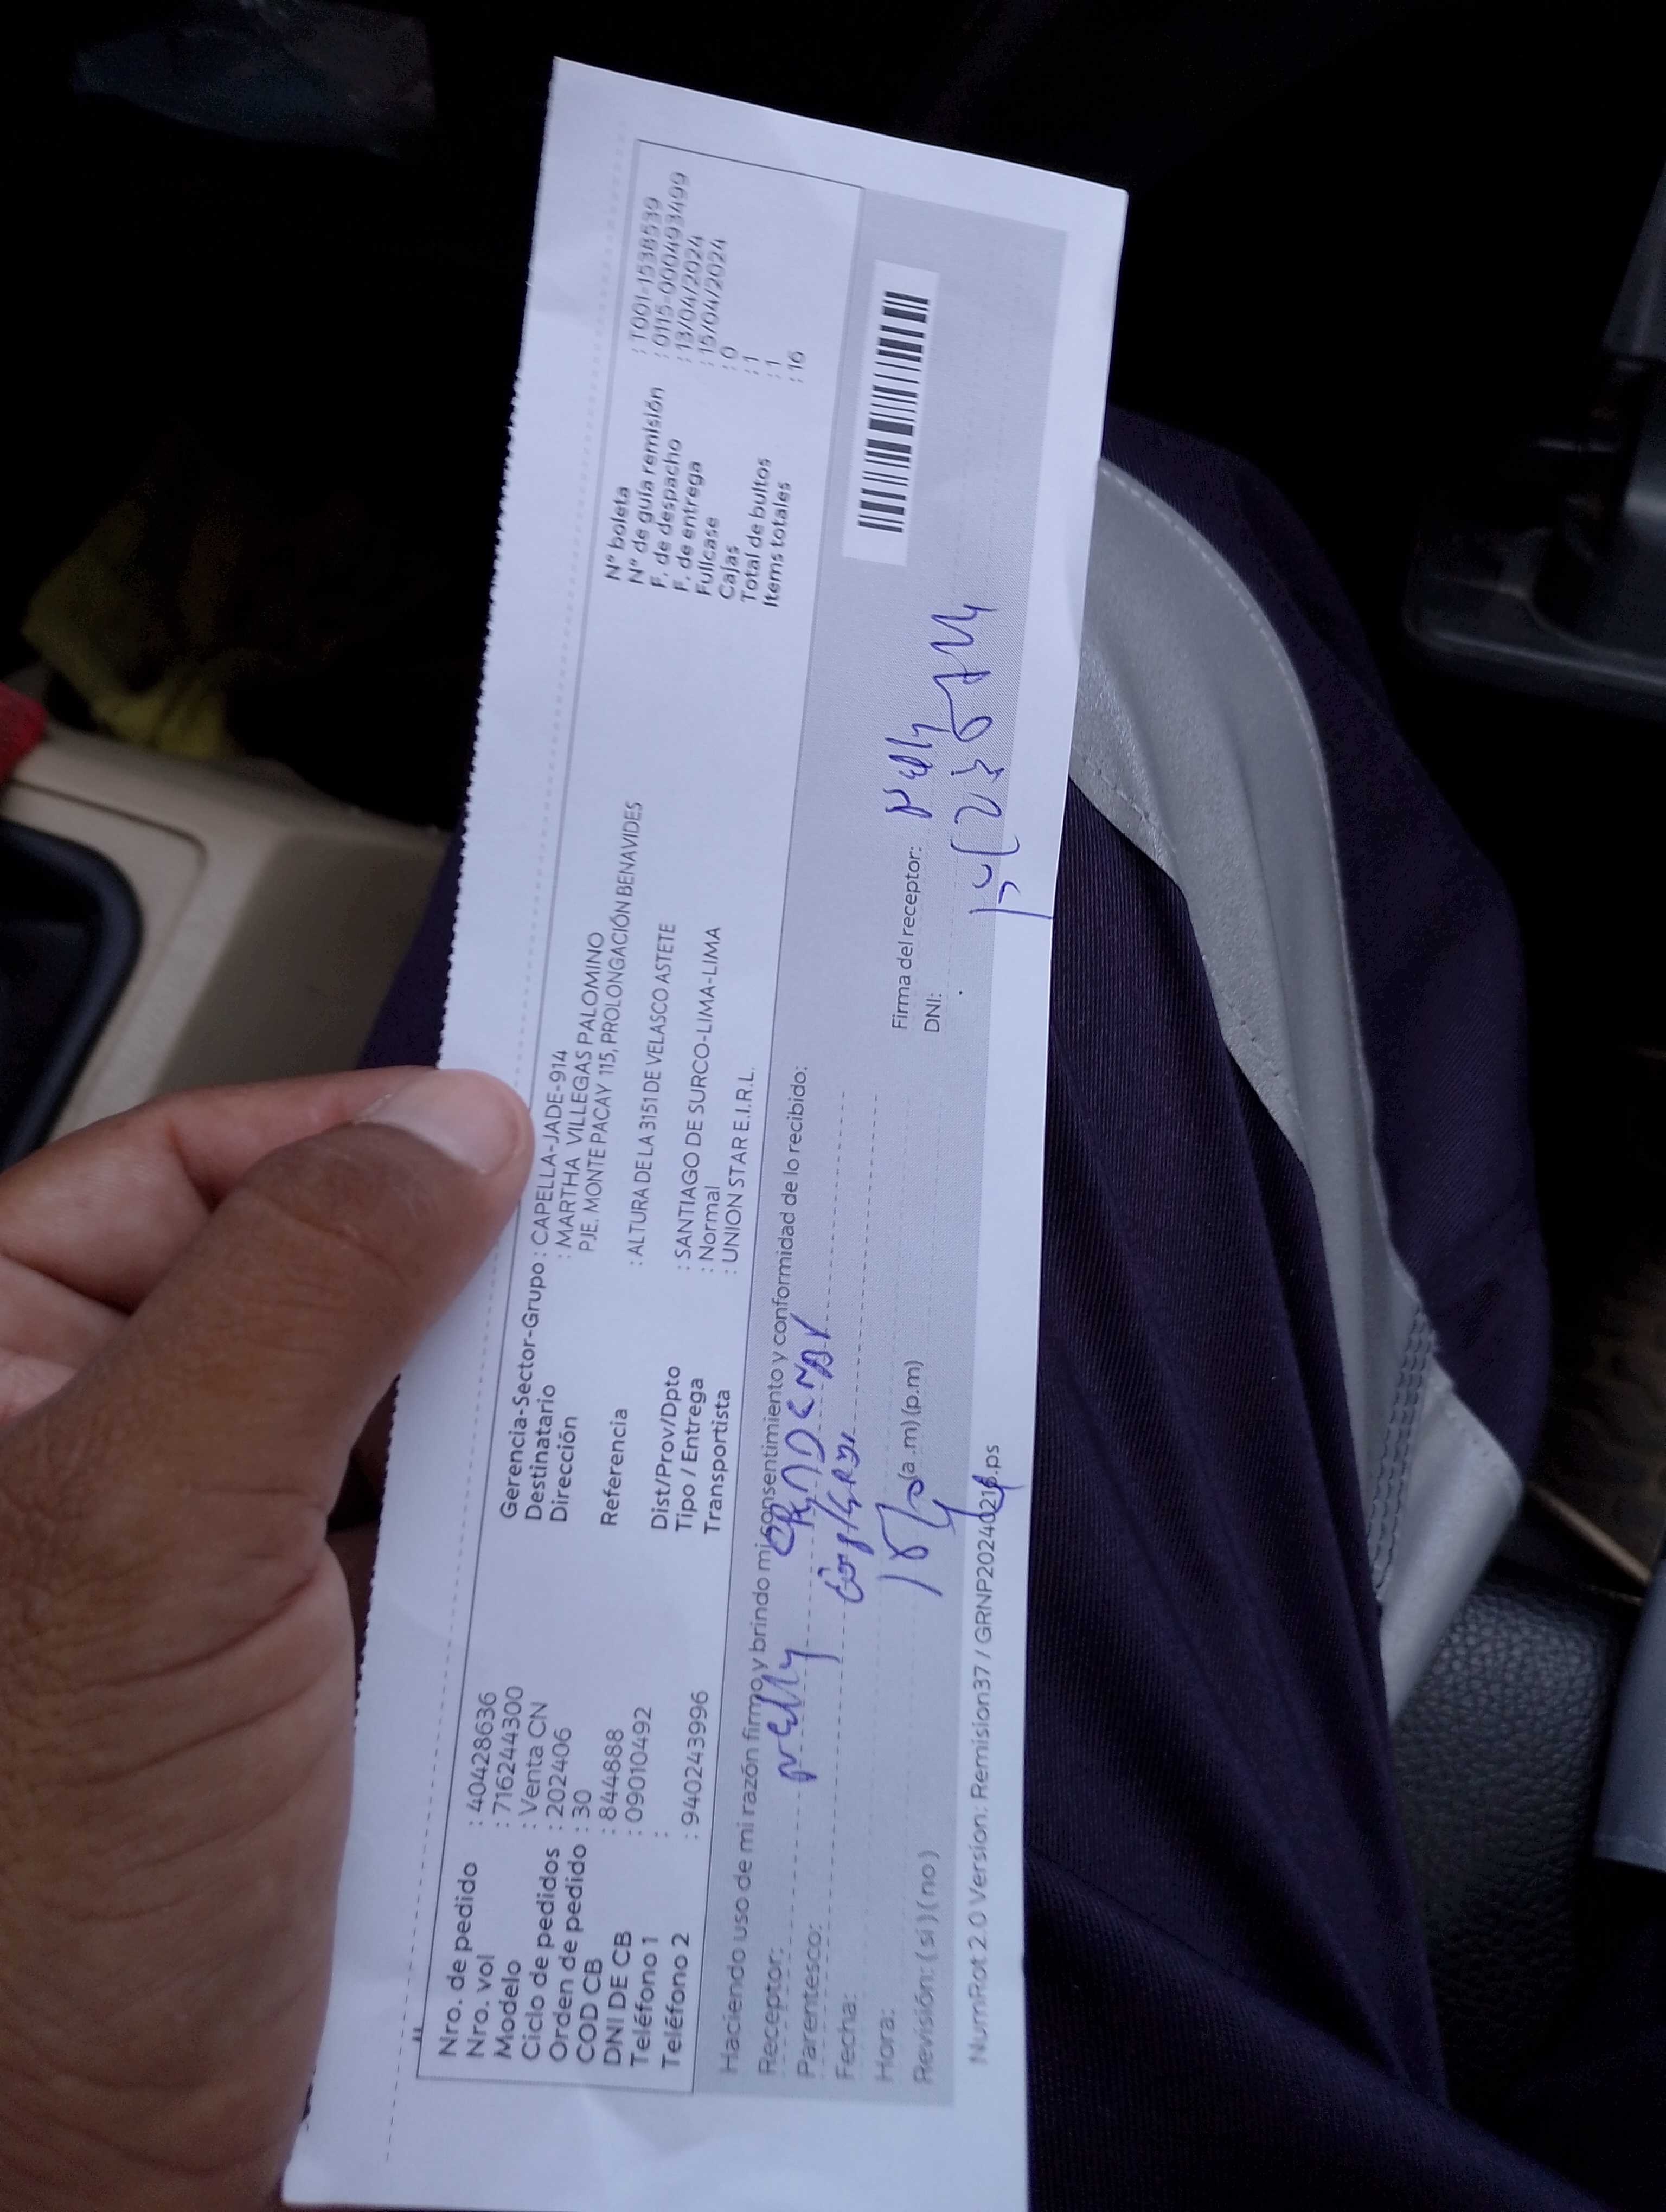 Nro. de pedido : 40428636
Nro. vol : 716244300
Modelo : Venta CN
Ciclo de pedidos : 202406
Orden de pedido : 30
COD CB : 844888
DNI DE CB : 09010492
Teléfono 1 :
Teléfono 2 : 940243996
Gerencia-Sector-Grupo : CAPELLA-JADE-914
Destinatario : MARTHA VILLEGAS PALOMINO
Dirección PJE. MONTE PACAY 115, PROLONGACIÓN BENAVIDES
Referencia : ALTURA DE LA 3151 DE VELASCO ASTETE
Dist/Prov/Dpto : SANTIAGO DE SURCO-LIMA-LIMA
Tipo / Entrega : Normal
Transportista : UNION STAR E.I.R.L.
N° boleta : T001-1538539
N° de guía remisión : 0115-000493499
F. de despacho : 13/04/2024
F. de entrega : 15/04/2024
Fullcase : 0
Cajas : 1
Total de bultos : 1
Items totales : 16
Haciendo uso de mi razón firmo y brindo mi consentimiento y conformidad de lo recibido:
Receptor: nelly
Parentesco:
Fecha:
Hora: (a.m) (p.m)
Revisión: ( si ) ( no )
Firma del receptor: nelly
DNI:
NumRot 2.0 Version: Remision37 / GRNP20240216.ps